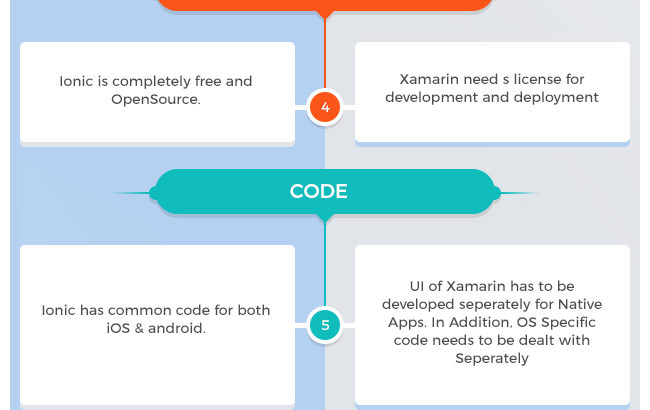 Ionic is completely free and
OpenSource.
4
Xamarin need s license for
development and deployment
CODE
Ionic has common code for both
iOS & android.
5
UI of Xamarin has to be
developed seperately for Native
Apps. In Addition, OS Specific
code needs to be dealt with
Seperately